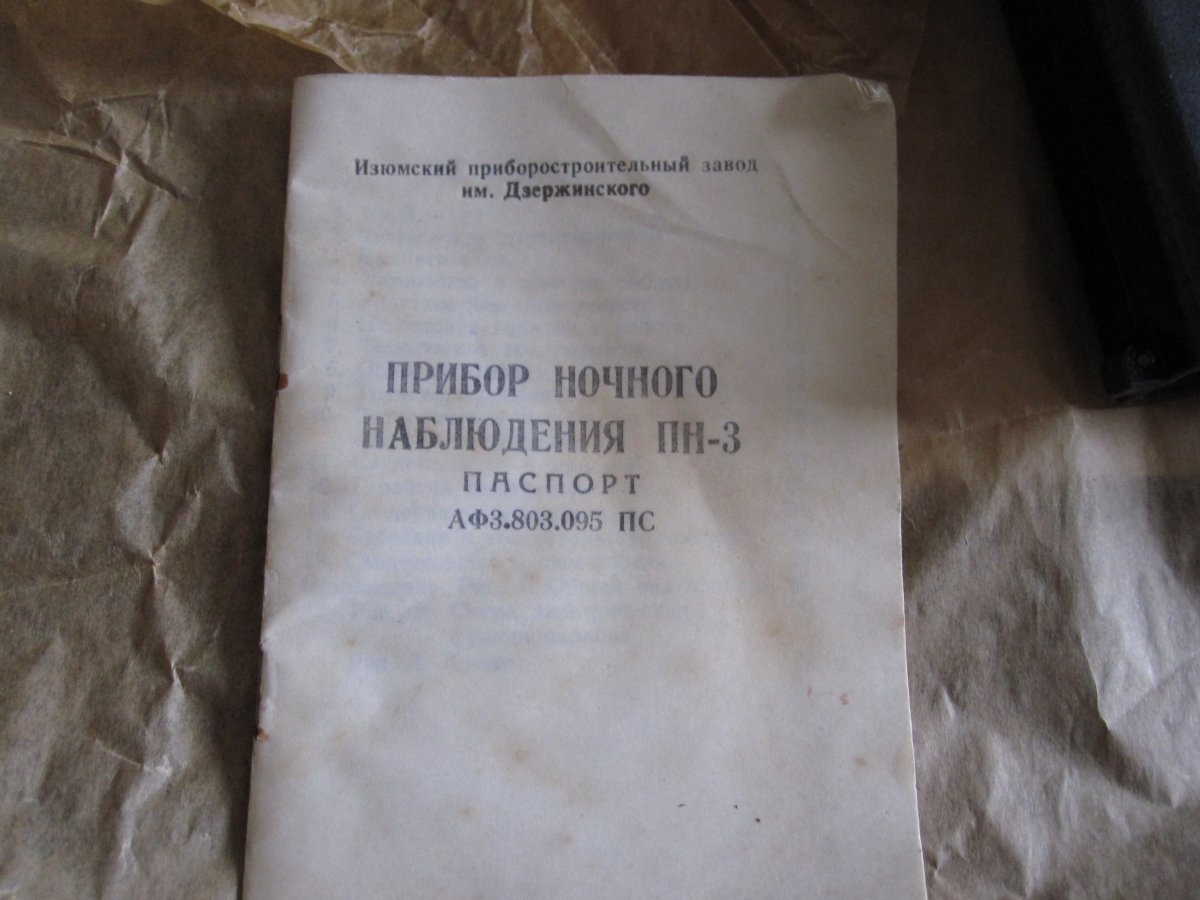 Изюмский приборостроительный завод
им. Дзержинского
ПРИБОР НОЧНОГО
НАБЛЮДЕНИЯ ПН-3
ПАСПОРТ
АФ3.803.095 ПС